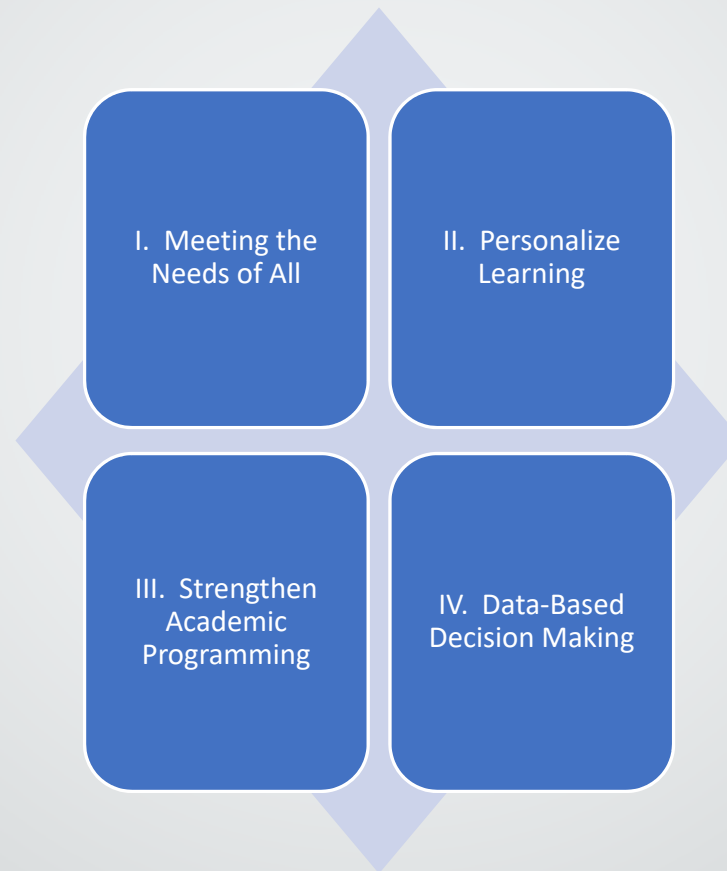 I. Meeting the
Needs of All
II. Personalize
Learning
III. Strengthen
Academic
Programming
IV. Data-Based
Decision Making